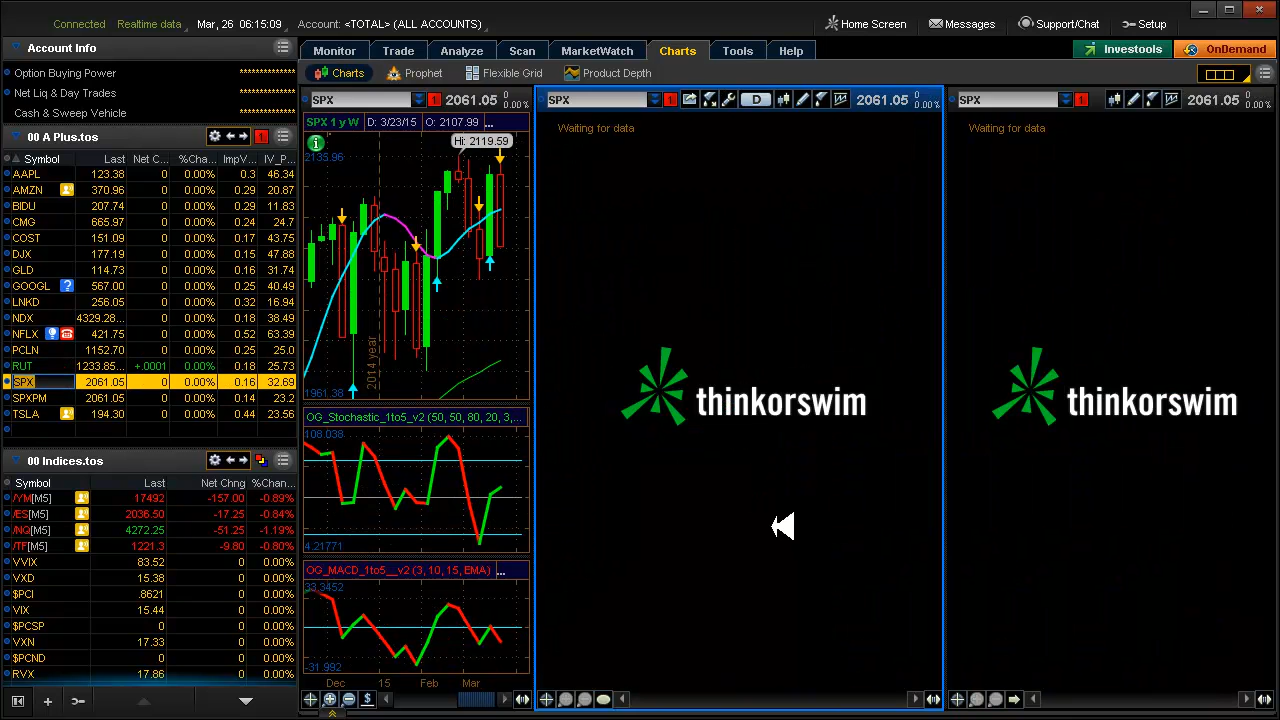 Connected Realtime data Mar, 26 06:15:09 Account: <TOTAL> (ALL ACCOUNTS) Home Screen Messages Support/Chat Setup
Account Info
Option Buying Power **************
Net Liq & Day Trades **************
Cash & Sweep Vehicle **************
Monitor Trade Analyze Scan MarketWatch Charts Tools Help Investools OnDemand
Charts Prophet Flexible Grid Product Depth
00 A Plus.tos 1
Symbol Last Net C... %Cha... ImpV... IV_P...
AAPL 123.38 0 0.00% 0.3 46.34
AMZN 370.96 0 0.00% 0.29 20.87
BIDU 207.74 0 0.00% 0.29 11.83
CMG 665.97 0 0.00% 0.24 24.7
COST 151.09 0 0.00% 0.17 43.75
DJX 177.19 0 0.00% 0.15 47.88
GLD 114.73 0 0.00% 0.16 31.74
GOOGL 567.00 0 0.00% 0.25 40.49
LNKD 256.05 0 0.00% 0.32 16.94
NDX 4329.28... 0 0.00% 0.18 38.49
NFLX 421.75 0 0.00% 0.52 63.39
PCLN 1152.70 0 0.00% 0.25 25.0
RUT 1233.85... +.0001 0.00% 0.18 25.73
SPX 2061.05 0 0.00% 0.16 32.69
SPXPM 2061.05 0 0.00% 0.14 23.2
TSLA 194.30 0 0.00% 0.44 23.56
00 Indices.tos
Symbol Last Net Chng %Chan...
/YM[M5] 17492 -157.00 -0.89%
/ES[M5] 2036.50 -17.25 -0.84%
/NQ[M5] 4272.25 -51.25 -1.19%
/TF[M5] 1221.3 -9.80 -0.80%
VVIX 83.52 0 0.00%
VXD 15.38 0 0.00%
$PCI .8621 0 0.00%
VIX 15.44 0 0.00%
$PCSP 0 0.00%
VXN 17.33 0 0.00%
$PCND 0 0.00%
RVX 17.86 0 0.00%
SPX 1 2061.05 0 0.00%
SPX 1 y W D: 3/23/15 O: 2107.99 ...
Hi: 2119.59
2135.96
2014 year
1961.38
OG_Stochastic_1to5_v2 (50, 50, 80, 20, 3,...
108.038
4.21771
OG_MACD_1to5__v2 (3, 10, 15, EMA) ...
33.3452
-31.992
Dec 15 Feb Mar
SPX 1 D 2061.05 0 0.00%
Waiting for data
thinkorswim
SPX 1 2061.05 0 0.00%
Waiting for data
thinkorswim